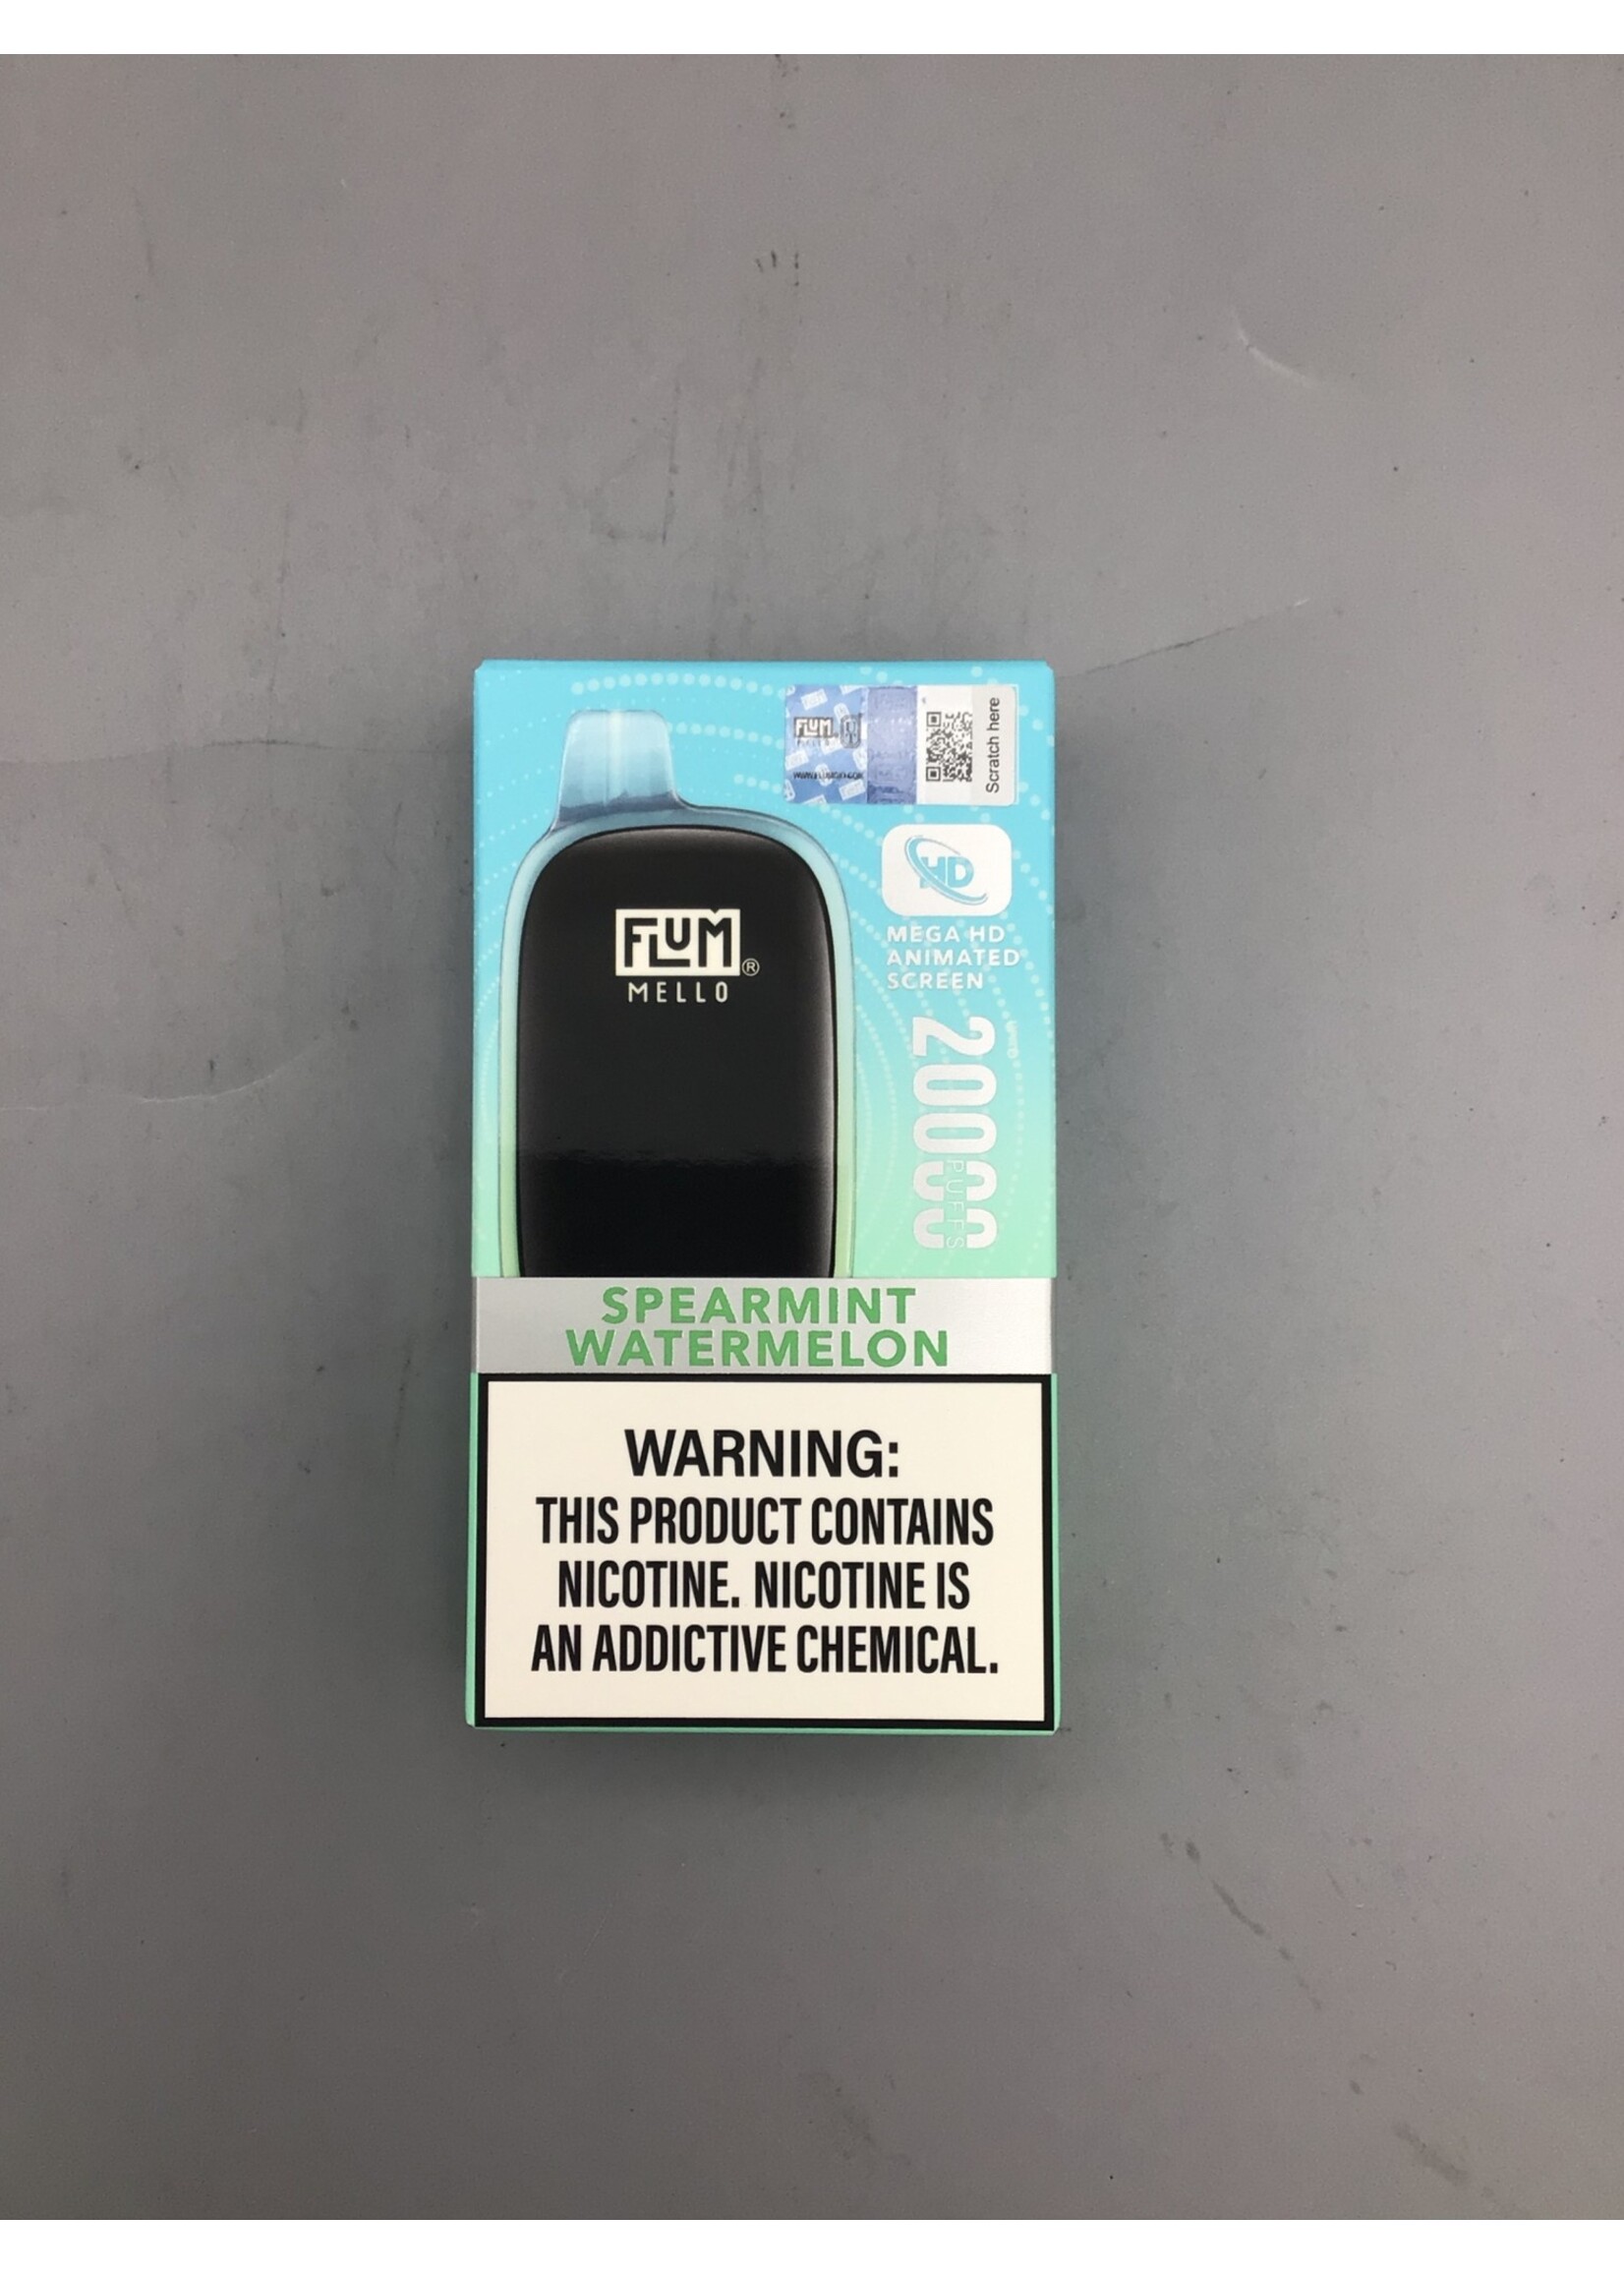 FLUM
Scratch here
HD
MEGA HD
ANIMATED
SCREEN
FLUM®
MELLO
20000
PUFFS
SPEARMINT
WATERMELON
WARNING:
THIS PRODUCT CONTAINS
NICOTINE. NICOTINE IS
AN ADDICTIVE CHEMICAL.